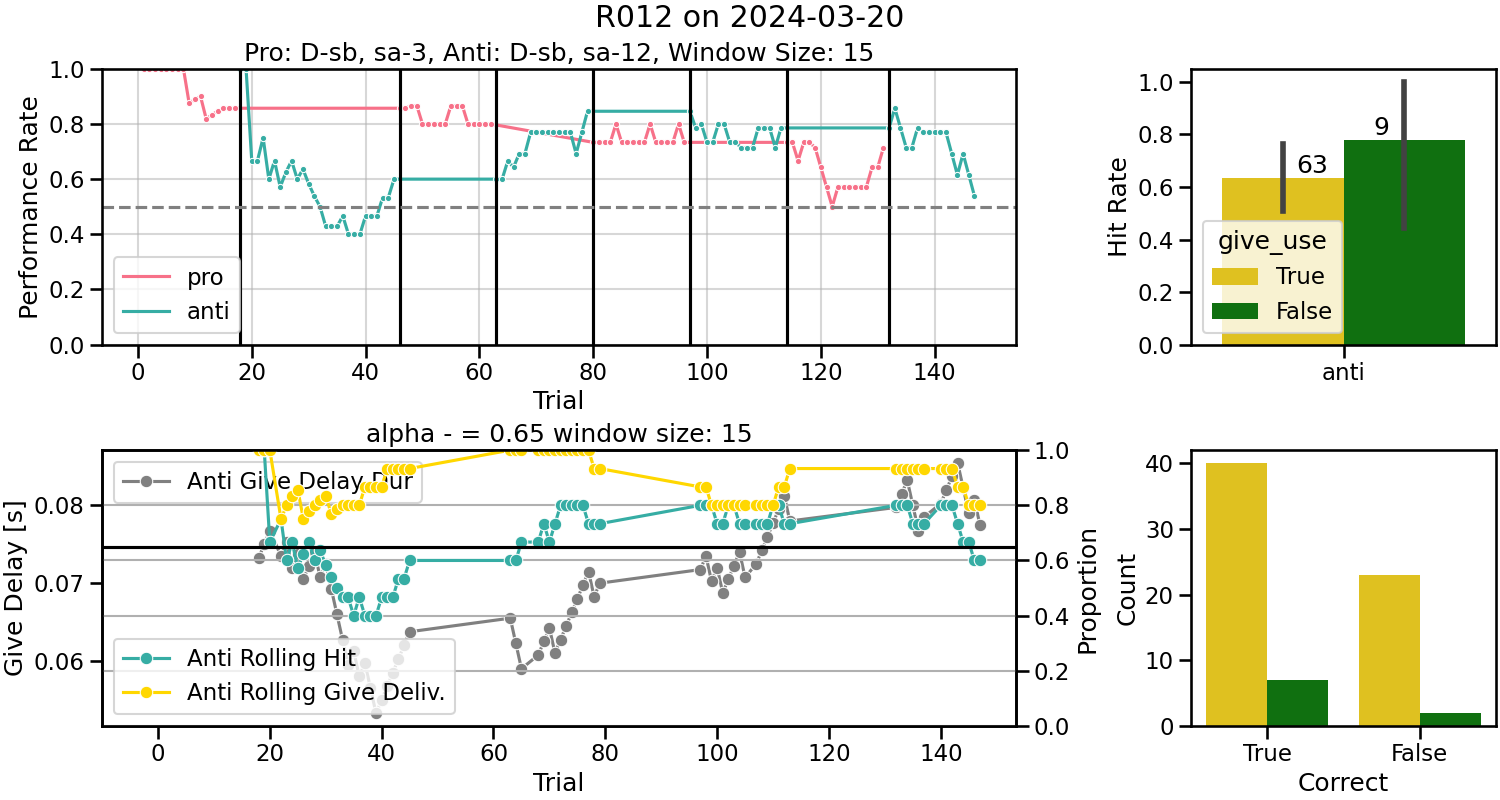 R012 on 2024-03-20
Pro: D-sb, sa-3, Anti: D-sb, sa-12, Window Size: 15
Performance Rate
1.0
0.8
0.6
0.4
0.2
0.0
pro
anti
0 20 40 60 80 100 120 140
Trial
Hit Rate
1.0
0.8
0.6
0.4
0.2
0.0
63
9
give_use
True
False
anti
alpha - = 0.65 window size: 15
Give Delay [s]
0.08
0.07
0.06
Anti Give Delay Dur
Anti Rolling Hit
Anti Rolling Give Deliv.
1.0
0.8
0.6
0.4
0.2
0.0
Proportion
0 20 40 60 80 100 120 140
Trial
Count
40
30
20
10
0
True False
Correct